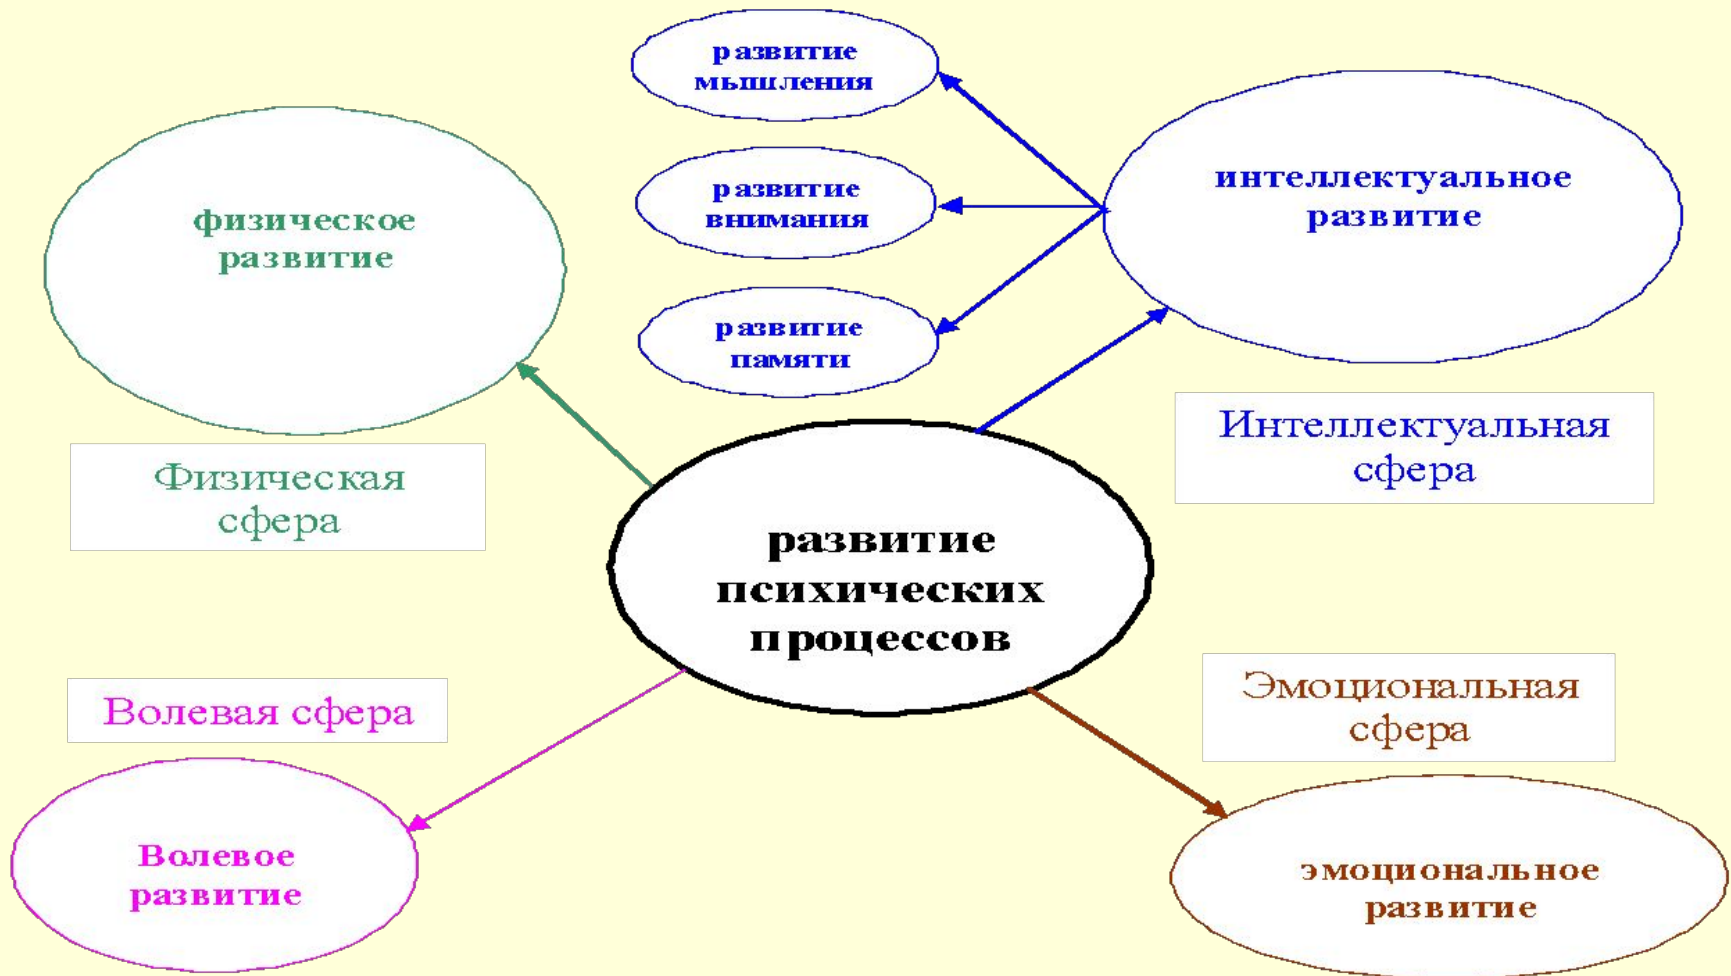 развитие
мышления
развитие
внимания
развитие
памяти
интеллектуальное
развитие
Интеллектуальная
сфера
физическое
развитие
Физическая
сфера
развитие
психических
процессов
Волевая сфера
Волевое
развитие
Эмоциональная
сфера
эмоциональное
развитие